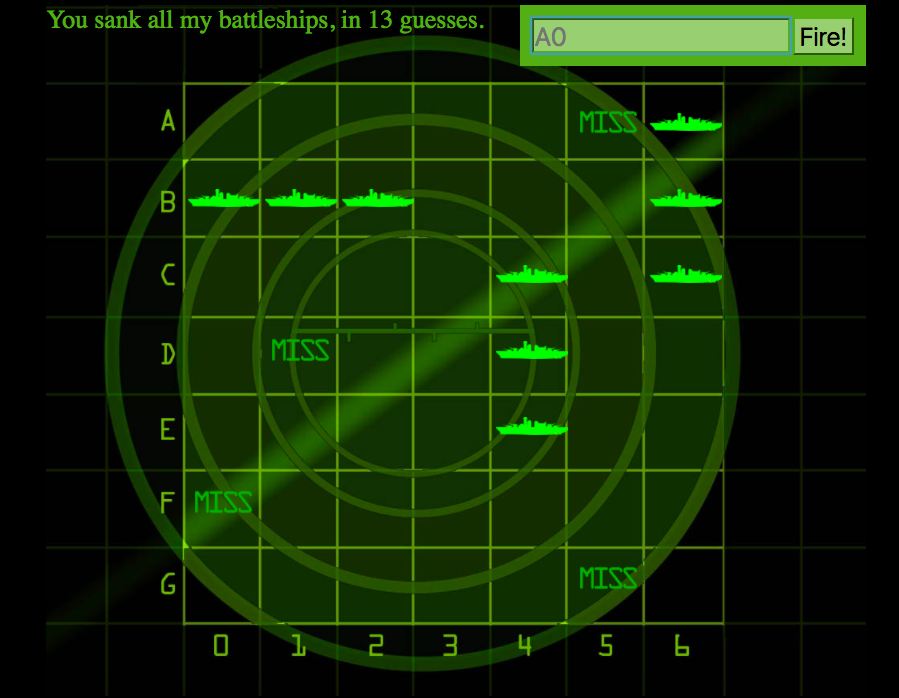 You sank all my battleships, in 13 guesses.
A0 Fire!
A MISS
B
C
D MISS
E
F MISS
G MISS
0 1 2 3 4 5 6